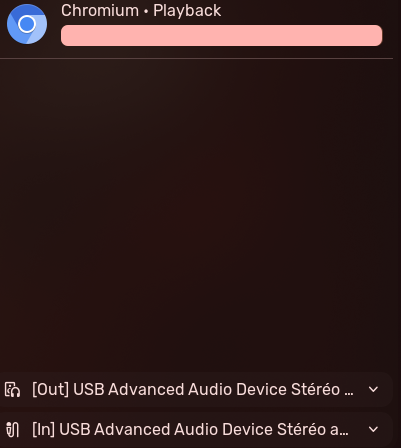 Chromium • Playback
[Out] USB Advanced Audio Device Stéréo …
[In] USB Advanced Audio Device Stéréo a…